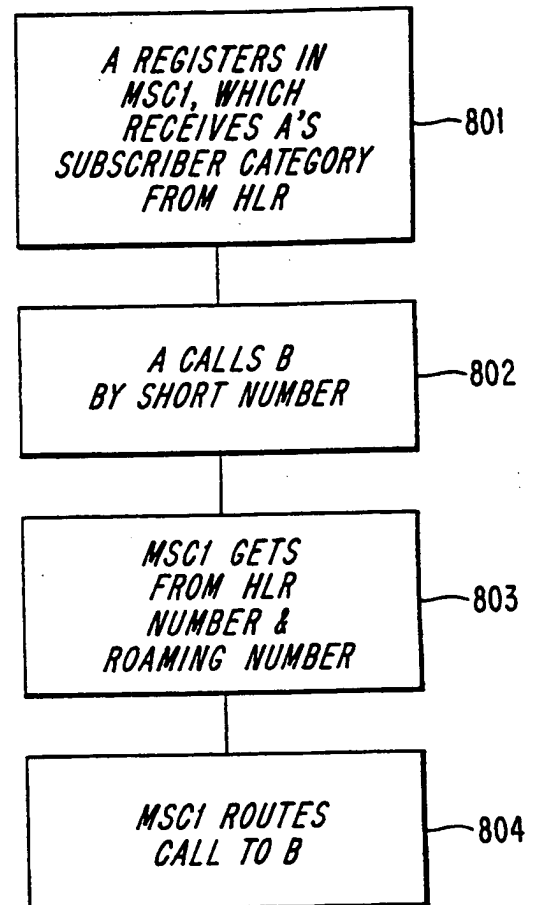 A REGISTERS IN
MSC1, WHICH
RECEIVES A'S
SUBSCRIBER CATEGORY
FROM HLR
801
A CALLS B
BY SHORT NUMBER
802
MSC1 GETS
FROM HLR
NUMBER &
ROAMING NUMBER
803
MSC1 ROUTES
CALL TO B
804